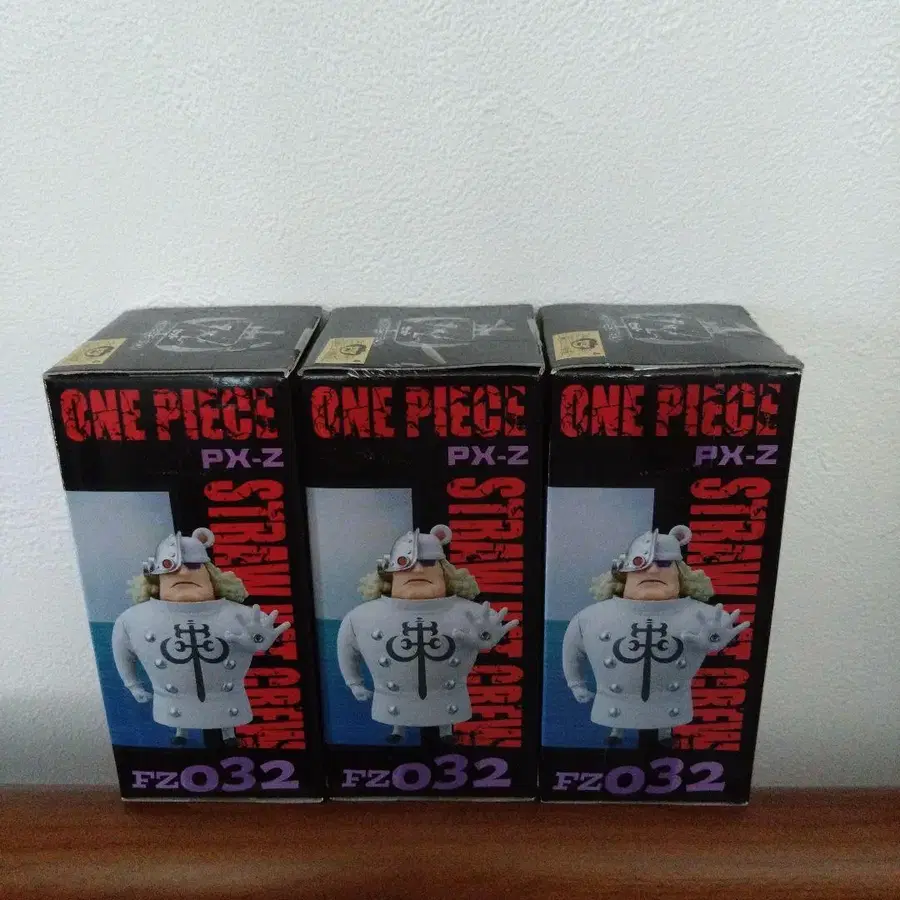 ONE PIECE
PX-Z
STRAW HAT CREWS
FZ032
ONE PIECE
PX-Z
STRAW HAT CREWS
FZ032
ONE PIECE
PX-Z
STRAW HAT CREWS
FZ032